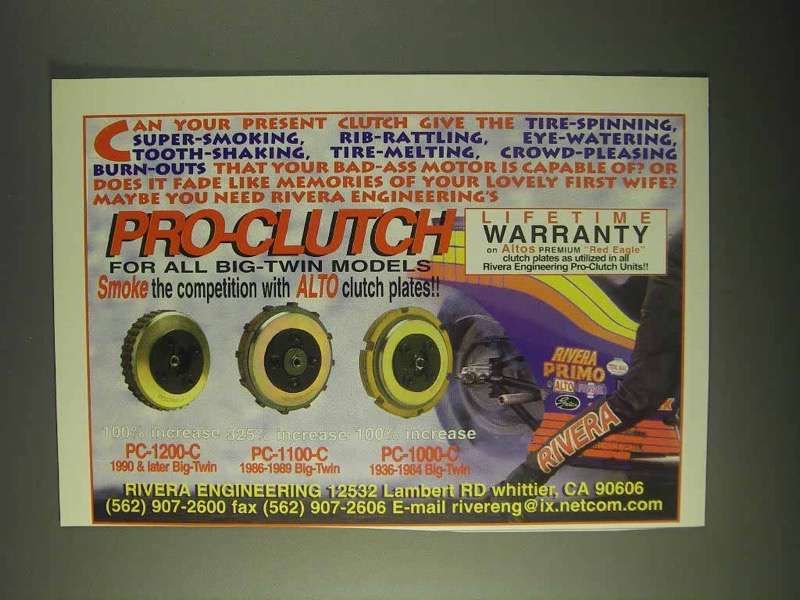 CAN YOUR PRESENT CLUTCH GIVE THE TIRE-SPINNING,
SUPER-SMOKING, RIB-RATTLING, EYE-WATERING,
TOOTH-SHAKING, TIRE-MELTING, CROWD-PLEASING
BURN-OUTS THAT YOUR BAD-ASS MOTOR IS CAPABLE OF? OR
DOES IT FADE LIKE MEMORIES OF YOUR LOVELY FIRST WIFE?
MAYBE YOU NEED RIVERA ENGINEERING'S
PRO-CLUTCH
FOR ALL BIG-TWIN MODELS
Smoke the competition with ALTO clutch plates!!
LIFETIME
WARRANTY
on Altos PREMIUM "Red Eagle"
clutch plates as utilized in all
Rivera Engineering Pro-Clutch Units!!
RIVERA
PRIMO
ALTO
Gates
RIVERA
100% increase 325% increase 100% increase
PC-1200-C PC-1100-C PC-1000-C
1990 & later Big-Twin 1986-1989 Big-Twin 1936-1984 Big-Twin
RIVERA ENGINEERING 12532 Lambert RD whittier, CA 90606
(562) 907-2600 fax (562) 907-2606 E-mail rivereng@ix.netcom.com